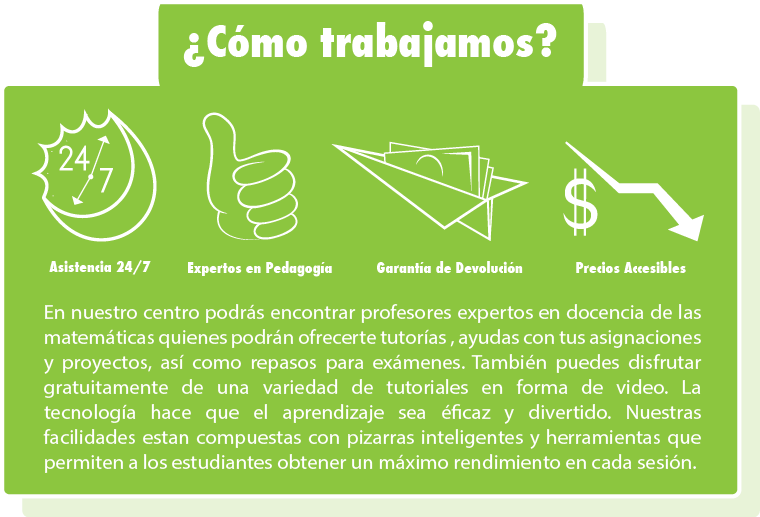 ¿Cómo trabajamos?
24
7
$
Asistencia 24/7
Expertos en Pedagogía
Garantía de Devolución
Precios Accesibles
En nuestro centro podrás encontrar profesores expertos en docencia de las
matemáticas quienes podrán ofrecerte tutorías , ayudas con tus asignaciones
y proyectos, así como repasos para exámenes. También puedes disfrutar
gratuitamente de una variedad de tutoriales en forma de video. La
tecnología hace que el aprendizaje sea éficaz y divertido. Nuestras
facilidades estan compuestas con pizarras inteligentes y herramientas que
permiten a los estudiantes obtener un máximo rendimiento en cada sesión.